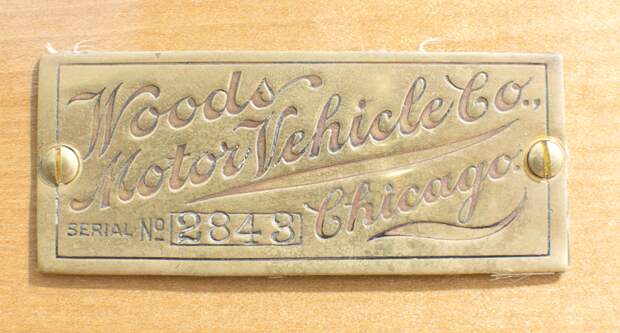 Woods
Motor Vehicle Co.,
Chicago.
SERIAL No 2843